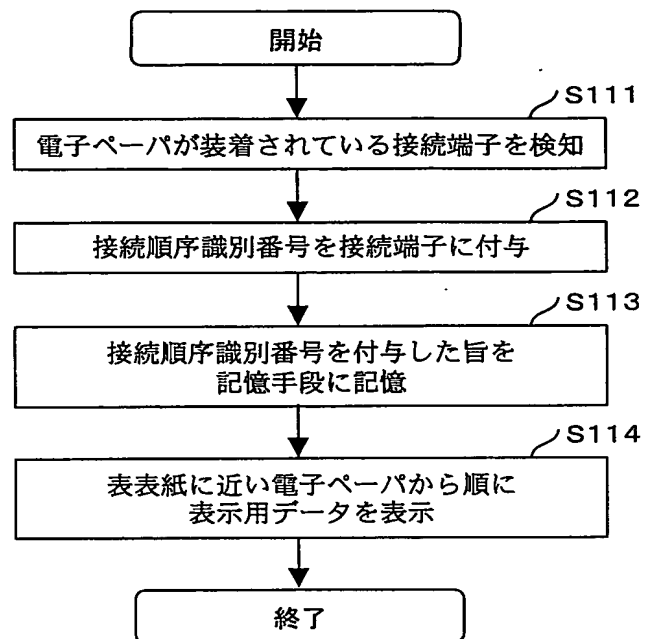 開始
S111
電子ペーパが装着されている接続端子を検知
S112
接続順序識別番号を接続端子に付与
S113
接続順序識別番号を付与した旨を
記憶手段に記憶
S114
表表紙に近い電子ペーパから順に
表示用データを表示
終了